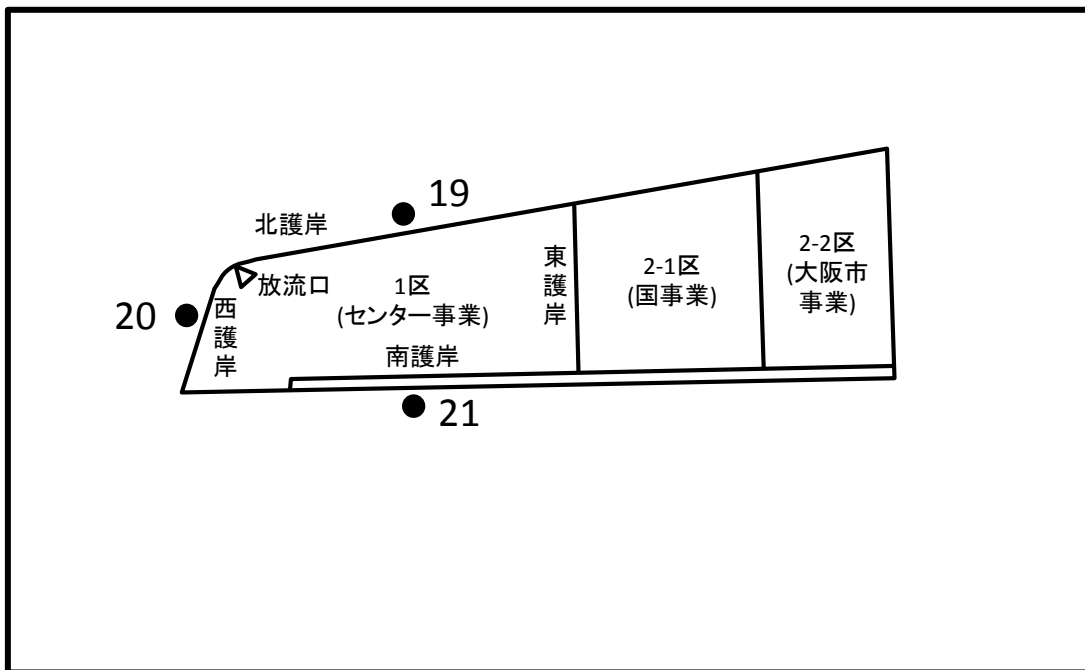 19
北護岸
放流口
20
西護岸
1区
(センター事業)
南護岸
東護岸
2-1区
(国事業)
2-2区
(大阪市
事業)
21